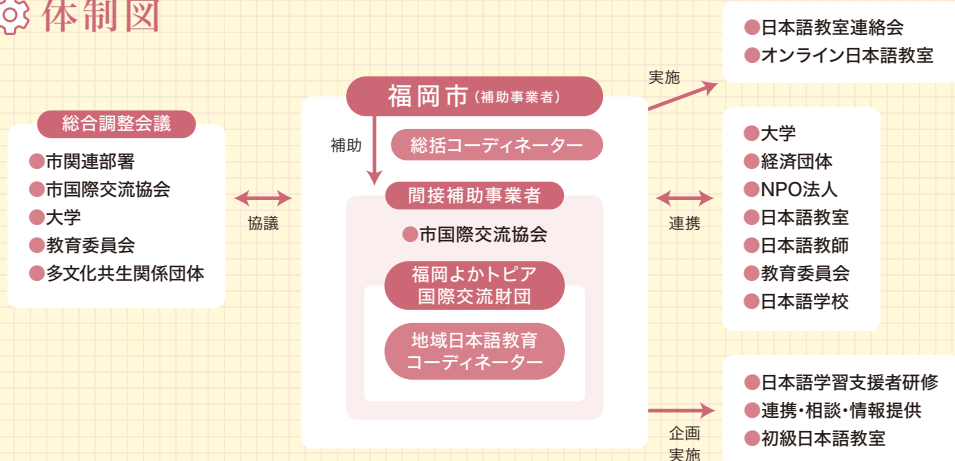 体制図
総合調整会議
●市関連部署
●市国際交流協会
●大学
●教育委員会
●多文化共生関係団体
協議
福岡市(補助事業者)
補助
総括コーディネーター
間接補助事業者
●市国際交流協会
福岡よかトピア
国際交流財団
地域日本語教育
コーディネーター
実施
●日本語教室連絡会
●オンライン日本語教室
連携
●大学
●経済団体
●NPO法人
●日本語教室
●日本語教師
●教育委員会
●日本語学校
企画
実施
●日本語学習支援者研修
●連携・相談・情報提供
●初級日本語教室